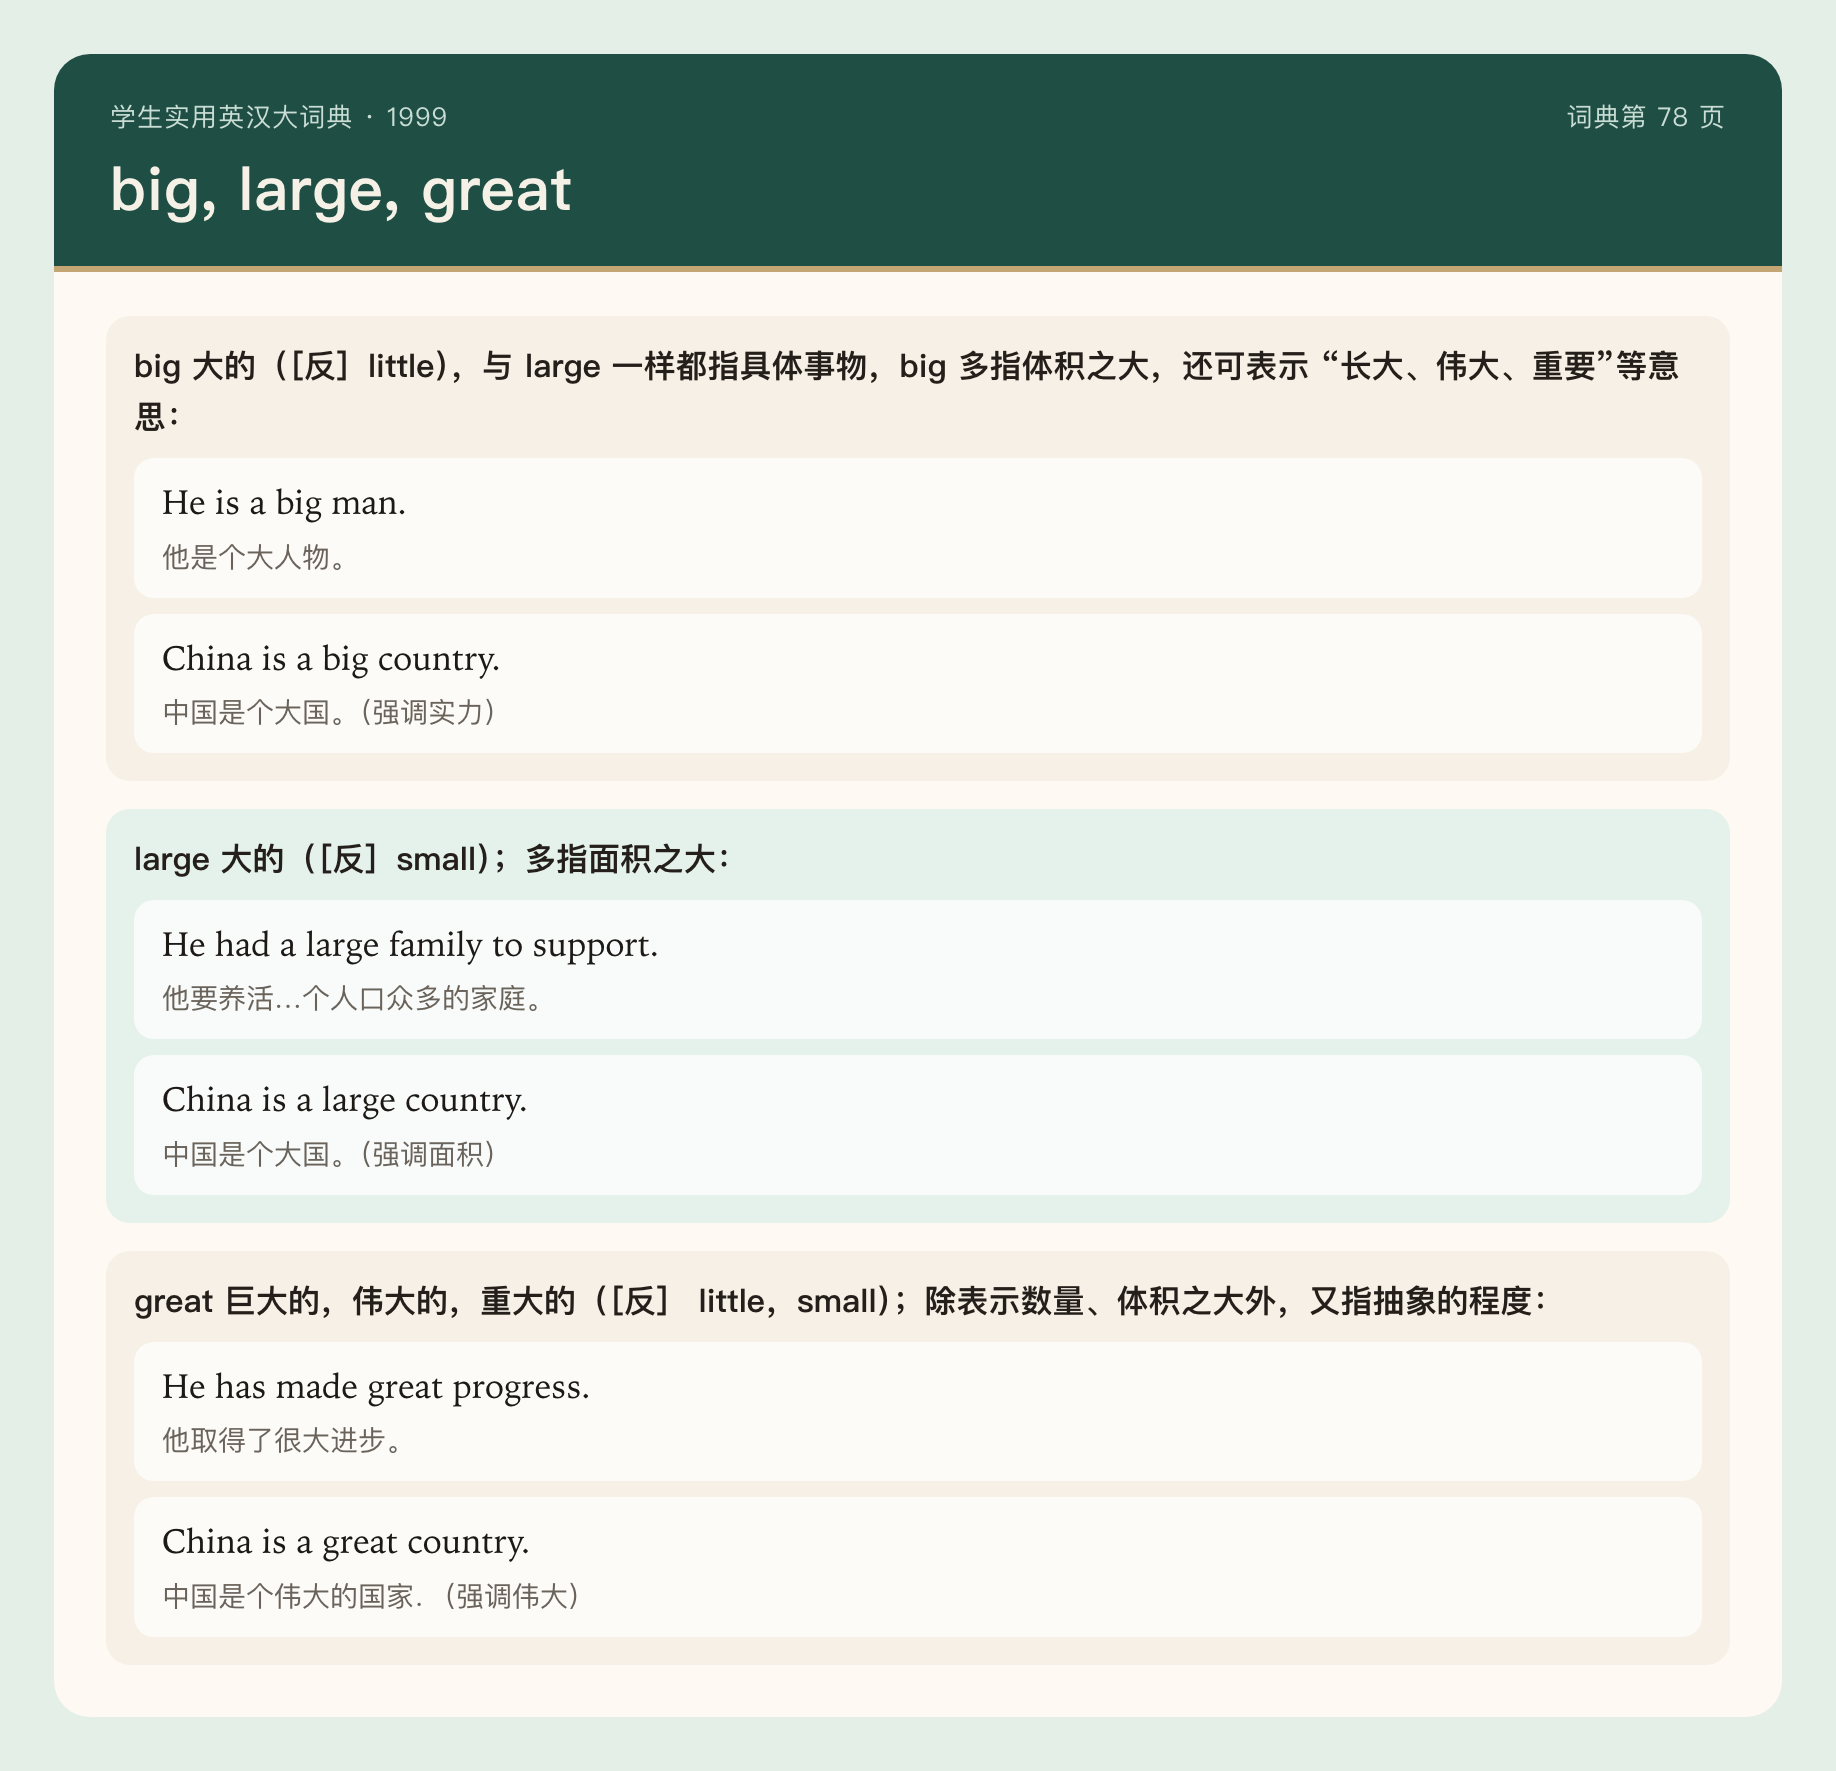 学生实用英汉大词典 · 1999
词典第 78 页
big, large, great
big 大的（［反］little），与 large 一样都指具体事物，big 多指体积之大，还可表示 “长大、伟大、重要”等意
思：
He is a big man.
他是个大人物。
China is a big country.
中国是个大国。（强调实力）
large 大的（［反］small）；多指面积之大：
He had a large family to support.
他要养活…个人口众多的家庭。
China is a large country.
中国是个大国。（强调面积）
great 巨大的，伟大的，重大的（［反］ little，small）；除表示数量、体积之大外，又指抽象的程度：
He has made great progress.
他取得了很大进步。
China is a great country.
中国是个伟大的国家. （强调伟大）